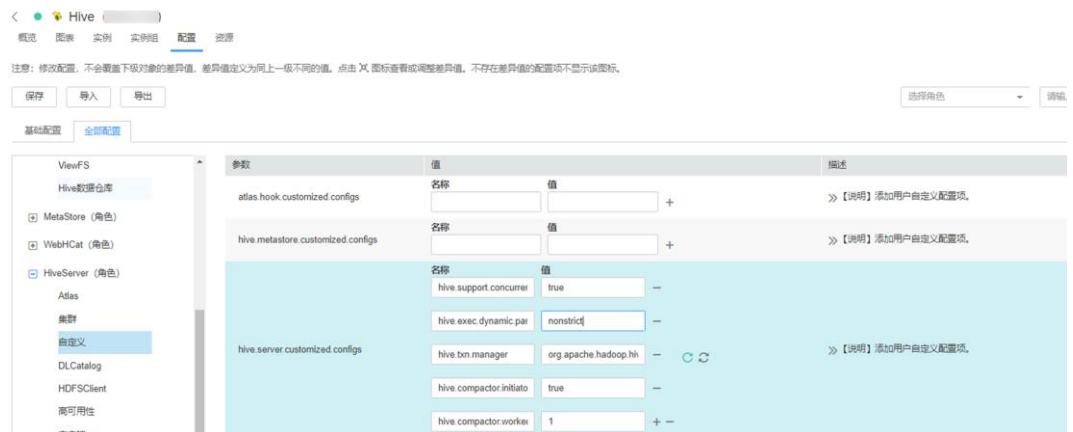 Hive ( )
概览 图表 实例 实例组 配置 资源
注意：修改配置，不会覆盖下级对象的差异值，差异值定义为同上一级不同的值。点击 图标查看或调整差异值。不存在差异值的配置项不显示该图标。
保存 导入 导出 选择角色 请输
基础配置 全部配置
ViewFS
Hive数据仓库
MetaStore（角色）
WebHCat（角色）
HiveServer（角色）
Atlas
集群
自定义
DLCatalog
HDFSClient
高可用性
参数 值 描述
名称 值
atlas.hook.customized.configs + 【说明】添加用户自定义配置项。
名称 值
hive.metastore.customized.configs + 【说明】添加用户自定义配置项。
名称 值
hive.support.concurrer true −
hive.exec.dynamic.par nonstrict −
hive.server.customized.configs hive.txn.manager org.apache.hadoop.hiv − 【说明】添加用户自定义配置项。
hive.compactor.initiato true −
hive.compactor.worker 1 + −